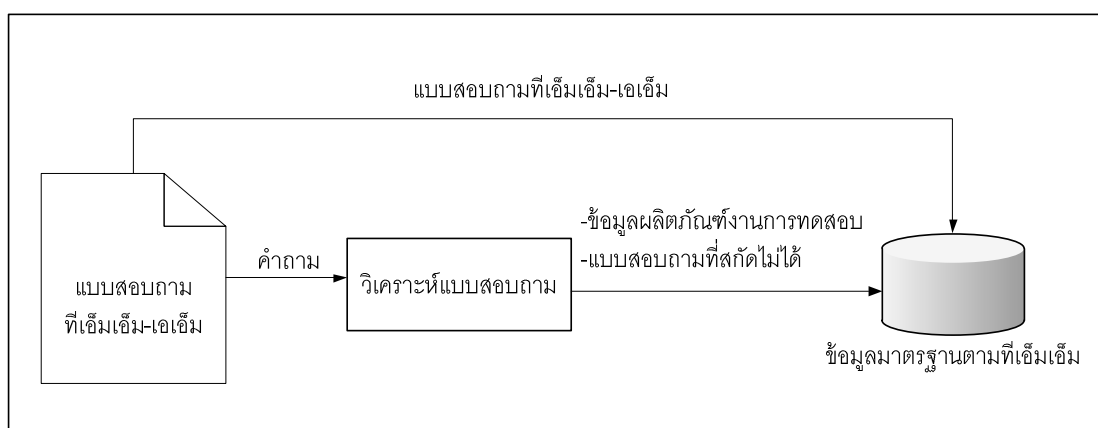 แบบสอบถามทีเอ็มเอ็ม-เอเอ็ม
แบบสอบถาม
ทีเอ็มเอ็ม-เอเอ็ม
คำถาม
วิเคราะห์แบบสอบถาม
-ข้อมูลผลิตภัณฑ์งานการทดสอบ
-แบบสอบถามที่สกัดไม่ได้
ข้อมูลมาตรฐานตามทีเอ็มเอ็ม